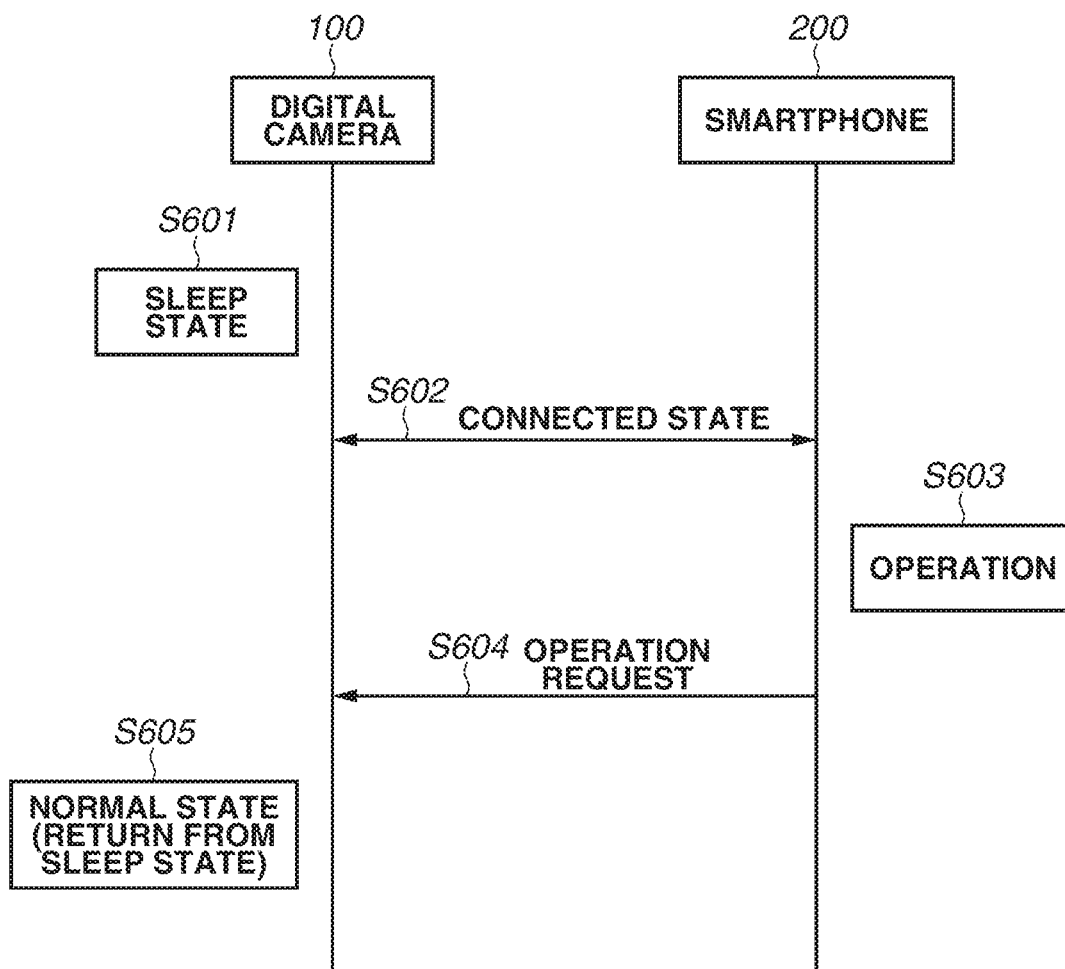 100
200
DIGITAL
CAMERA
SMARTPHONE
S601
SLEEP
STATE
S602
CONNECTED STATE
S603
OPERATION
S604
OPERATION
REQUEST
S605
NORMAL STATE
(RETURN FROM
SLEEP STATE)